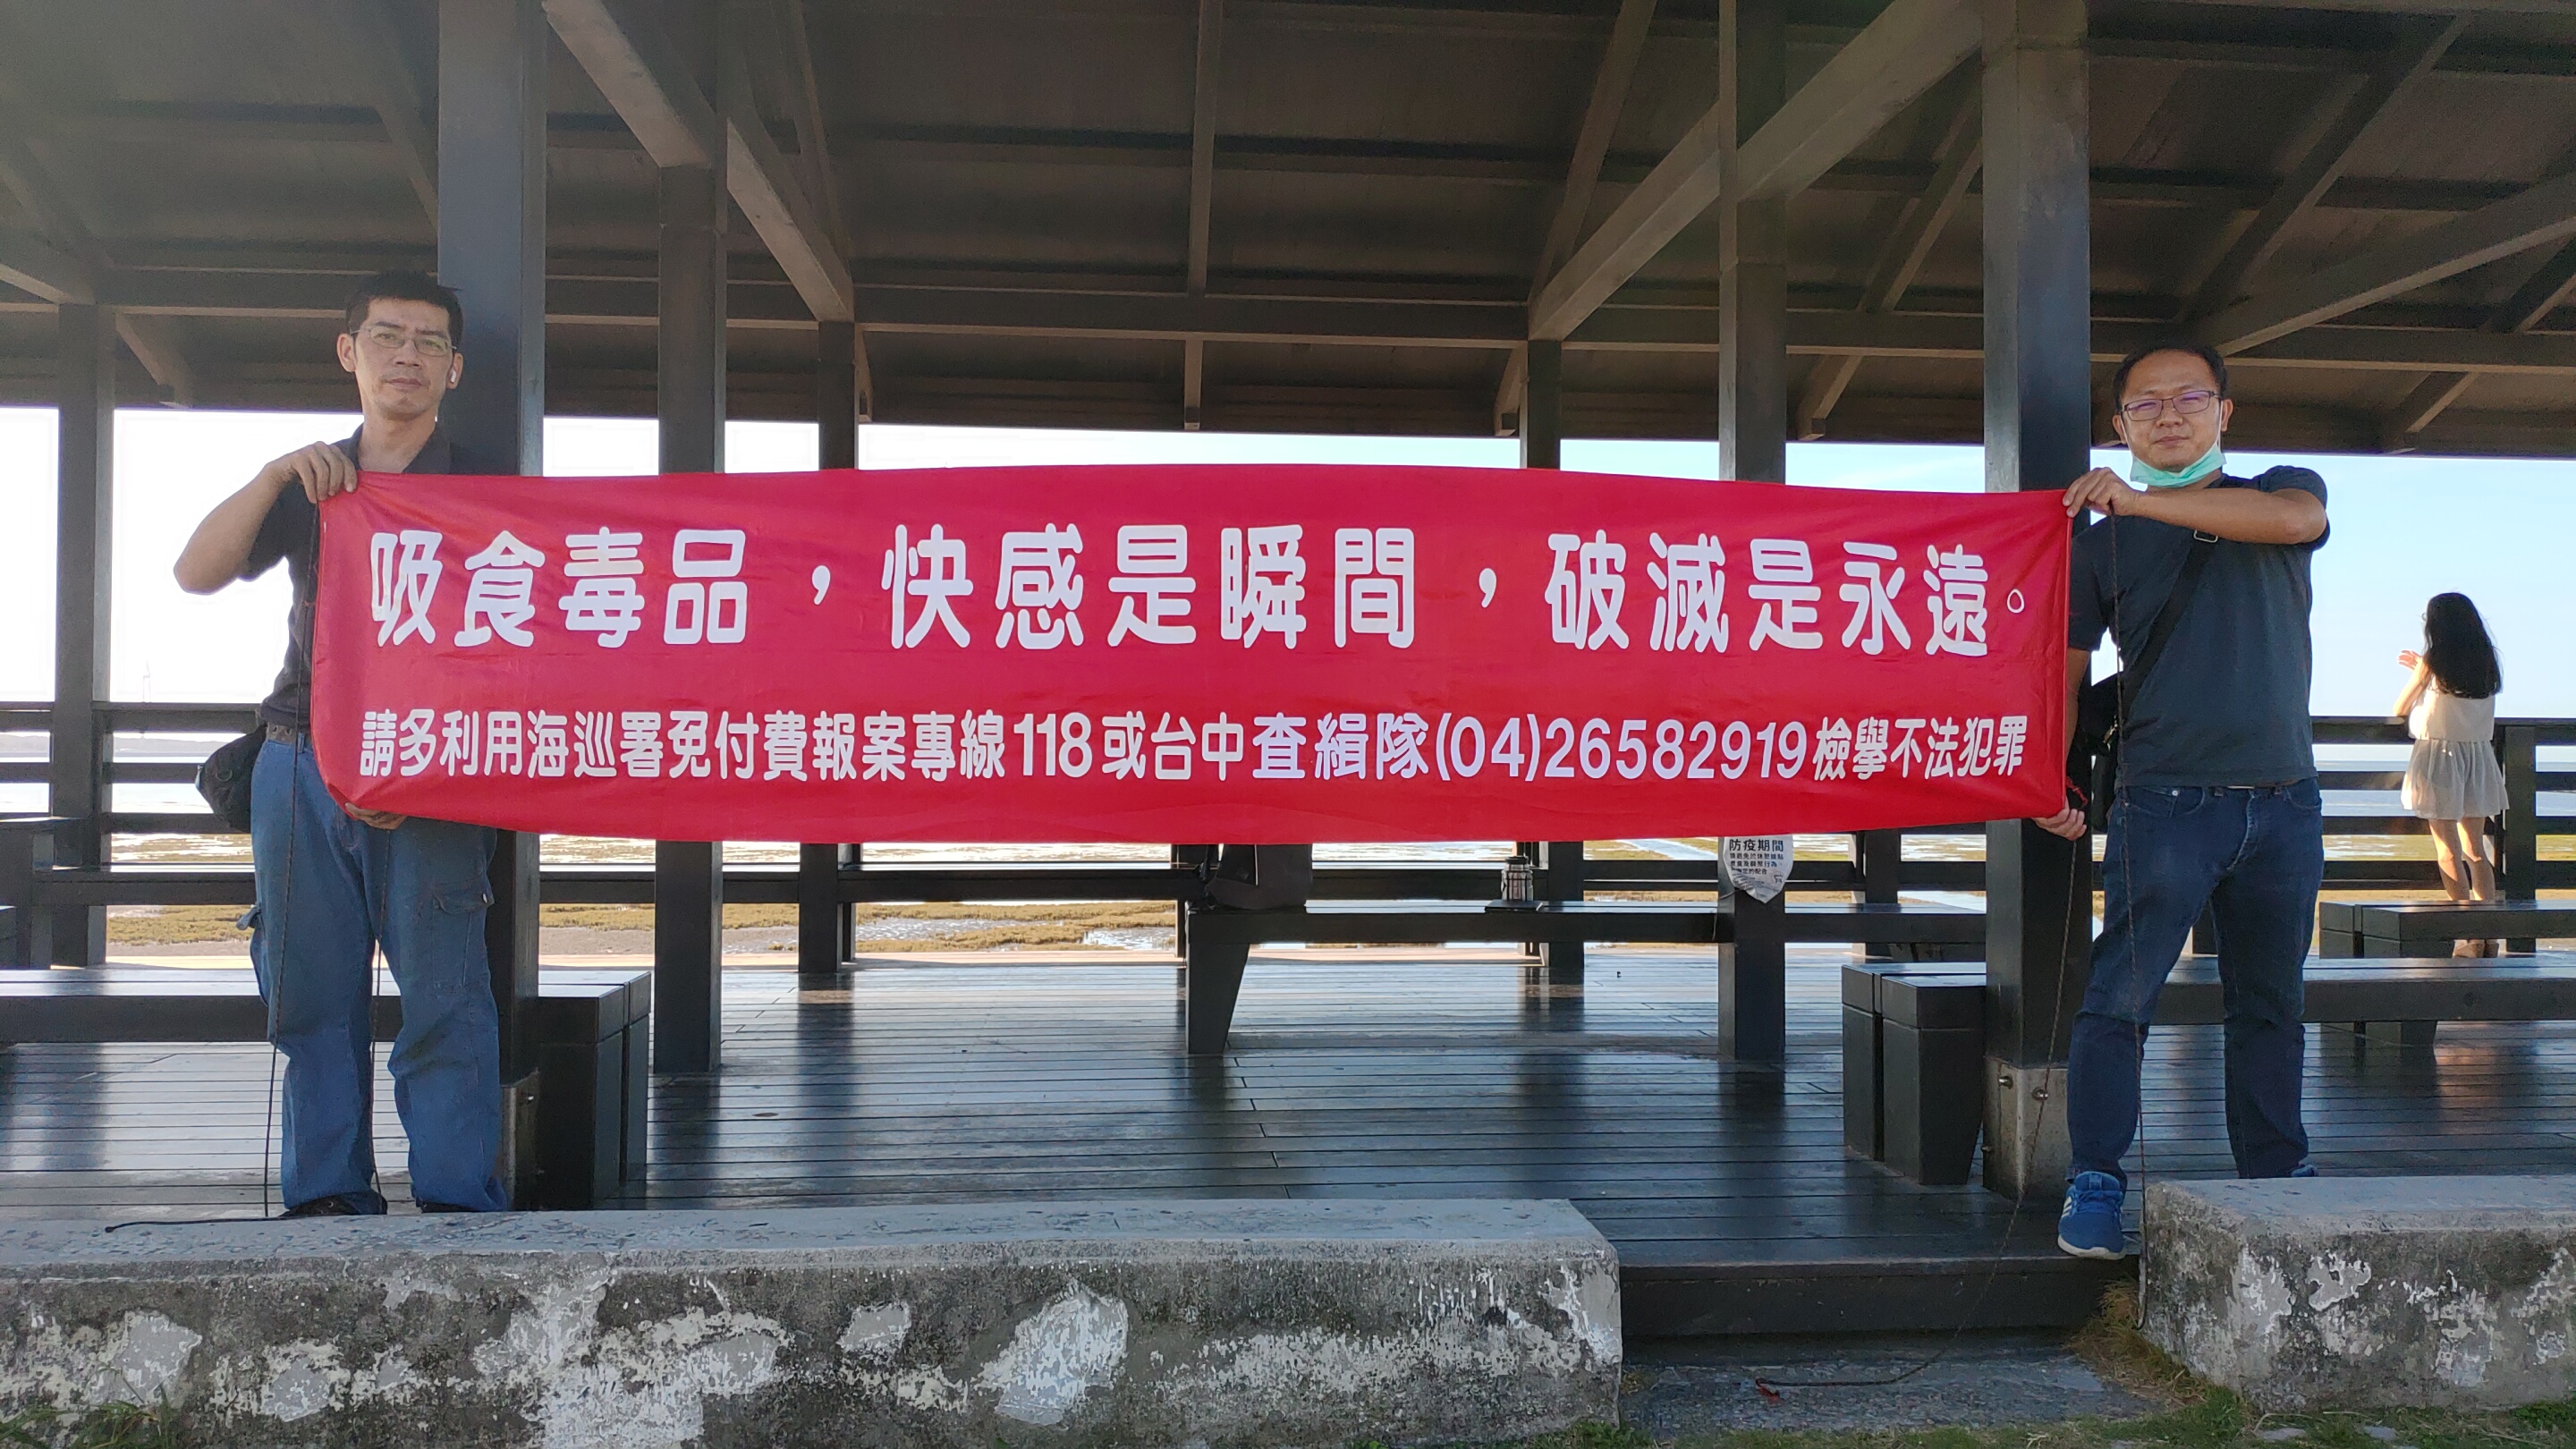 吸食毒品，快感是瞬間，破滅是永遠。
請多利用海巡署免付費報案專線118或台中查緝隊(04)26582919檢舉不法犯罪
防疫期間